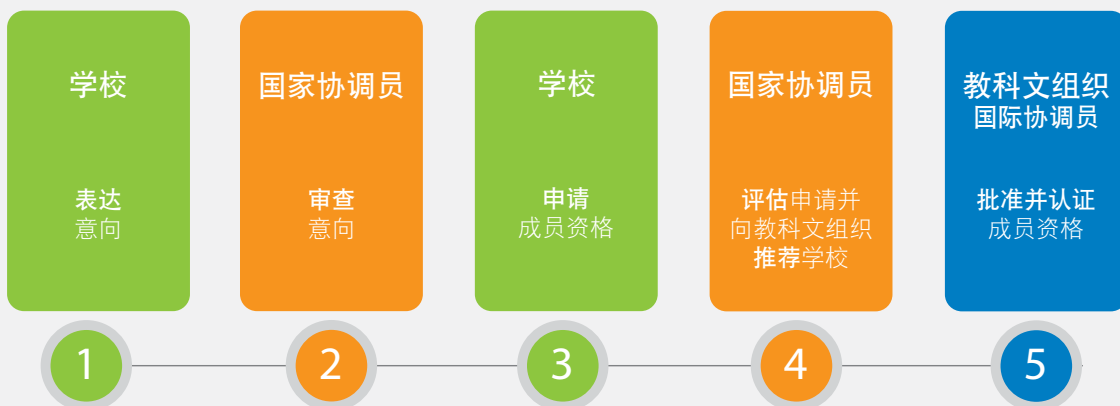 学校
表达
意向
国家协调员
审查
意向
学校
申请
成员资格
国家协调员
评估申请并
向教科文组织
推荐学校
教科文组织
国际协调员
批准并认证
成员资格
1
2
3
4
5